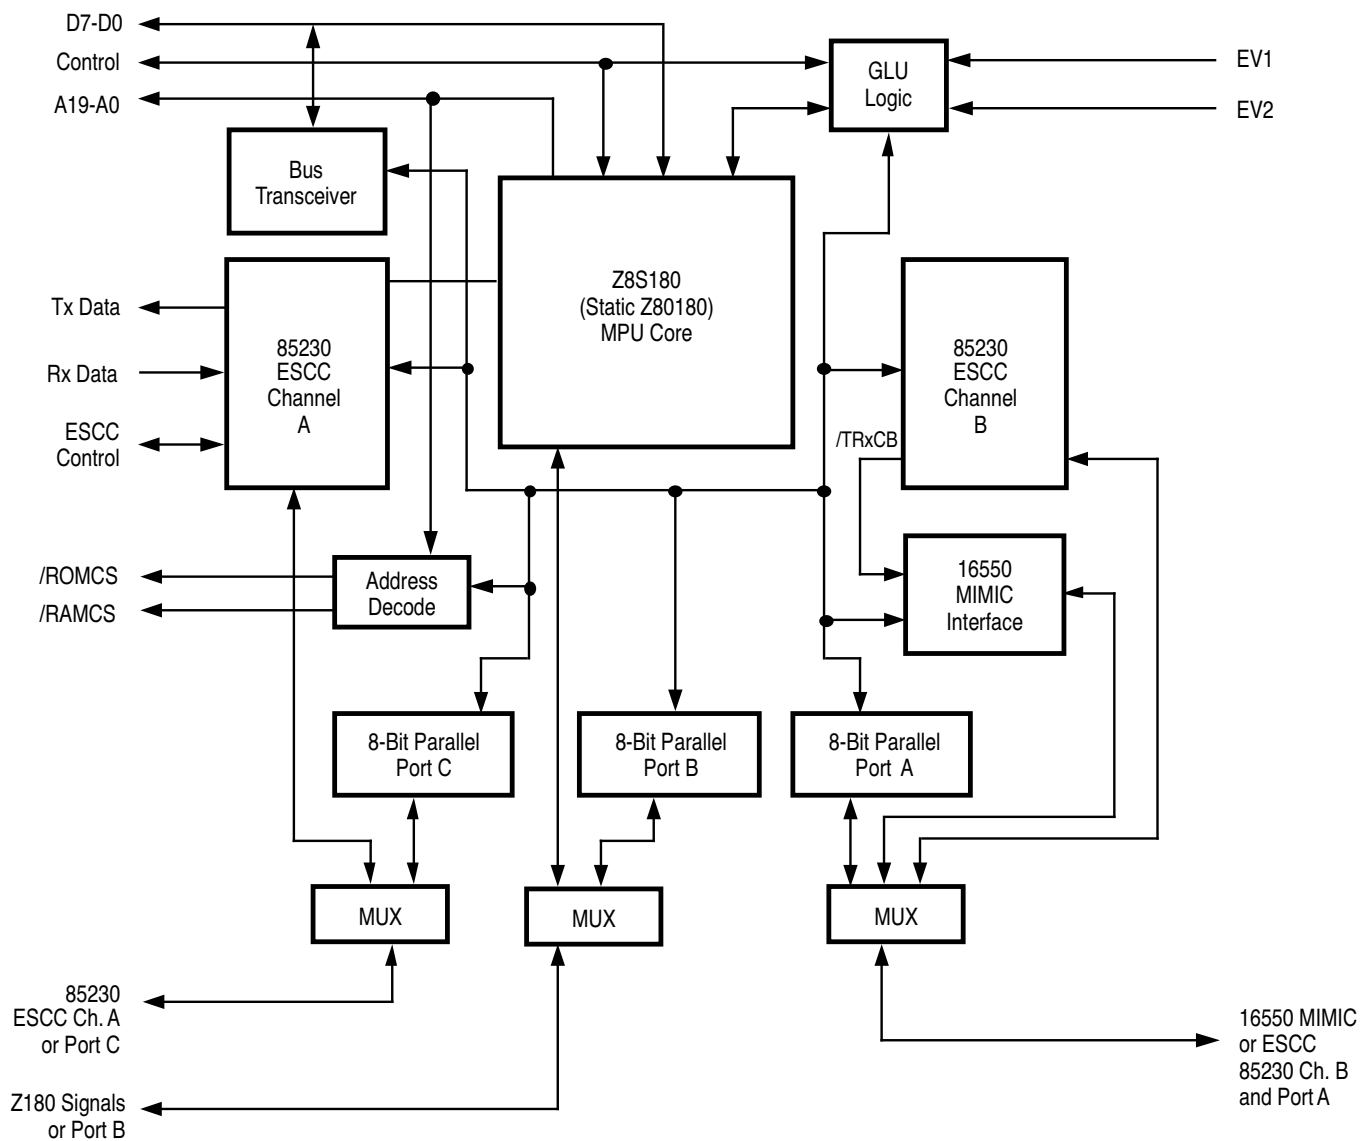 D7-D0
Control
A19-A0
GLU
Logic
EV1
EV2
Bus
Transceiver
Z8S180
(Static Z80180)
MPU Core
Tx Data
Rx Data
ESCC
Control
85230
ESCC
Channel
A
85230
ESCC
Channel
B
/TRxCB
/ROMCS
/RAMCS
Address
Decode
16550
MIMIC
Interface
8-Bit Parallel
Port C
8-Bit Parallel
Port B
8-Bit Parallel
Port A
MUX
MUX
MUX
85230
ESCC Ch. A
or Port C
Z180 Signals
or Port B
16550 MIMIC
or ESCC
85230 Ch. B
and Port A